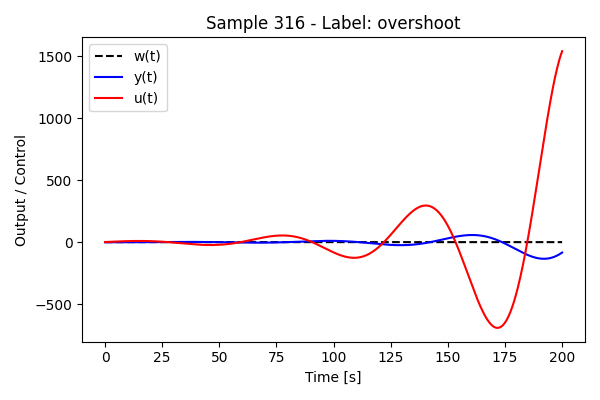 Sample 316 - Label: overshoot
w(t)
y(t)
u(t)
Output / Control
1500
1000
500
0
−500
0 25 50 75 100 125 150 175 200
Time [s]